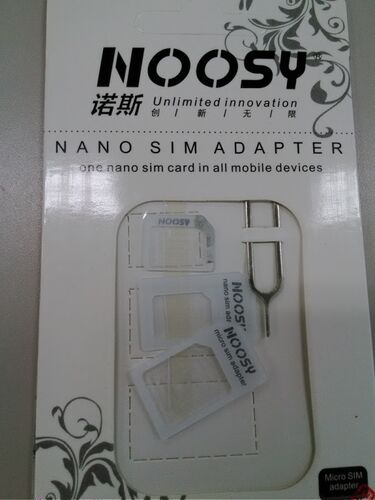 NOOSY®
诺斯 Unlimited innovation
创 / 新 / 无 / 限
NANO SIM ADAPTER
one nano sim card in all mobile devices
NOOSY
NOOSY
nano sim ada
NOOSY
micro sim adapter
Micro SIM
adapter